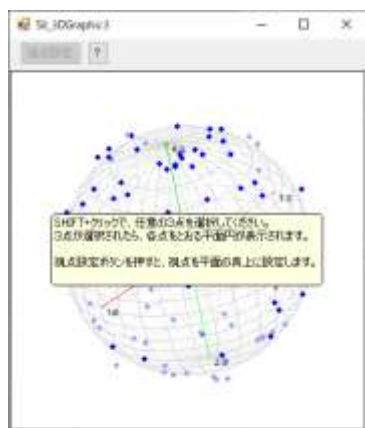 ?
SHIFT+クリックで、任意の3点を選択してください。
3点が選択されたら、各点をとおる平面円が表示されます。
視点設定ボタンを押すと、視点を平面の真上に設定します。